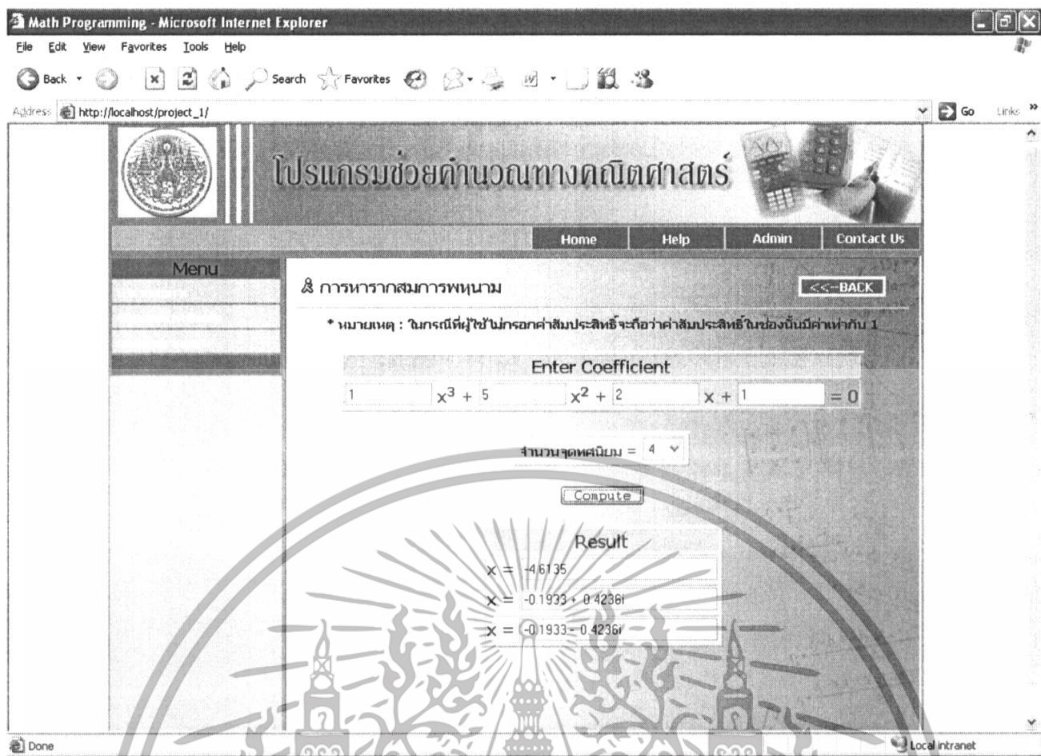 Math Programming - Microsoft Internet Explorer
File Edit View Favorites Tools Help
Back Search Favorites
Address http://localhost/project_1/ Go Links »
โปรแกรมช่วยคำนวณทางคณิตศาสตร์
Home Help Admin Contact Us
Menu
การหารากสมการพหุนาม <<--BACK
* หมายเหตุ : ในกรณีที่ผู้ใช้ไม่กรอกค่าสัมประสิทธิ์จะถือว่าค่าสัมประสิทธิ์ในช่องนั้นมีค่าเท่ากับ 1
Enter Coefficient
1 x³ + 5 x² + 2 x + 1 = 0
จำนวนจุดทศนิยม = 4
Compute
Result
x = -4.6135
x = -0.1933 + 0.4236i
x = -0.1933 - 0.4236i
Done Local intranet